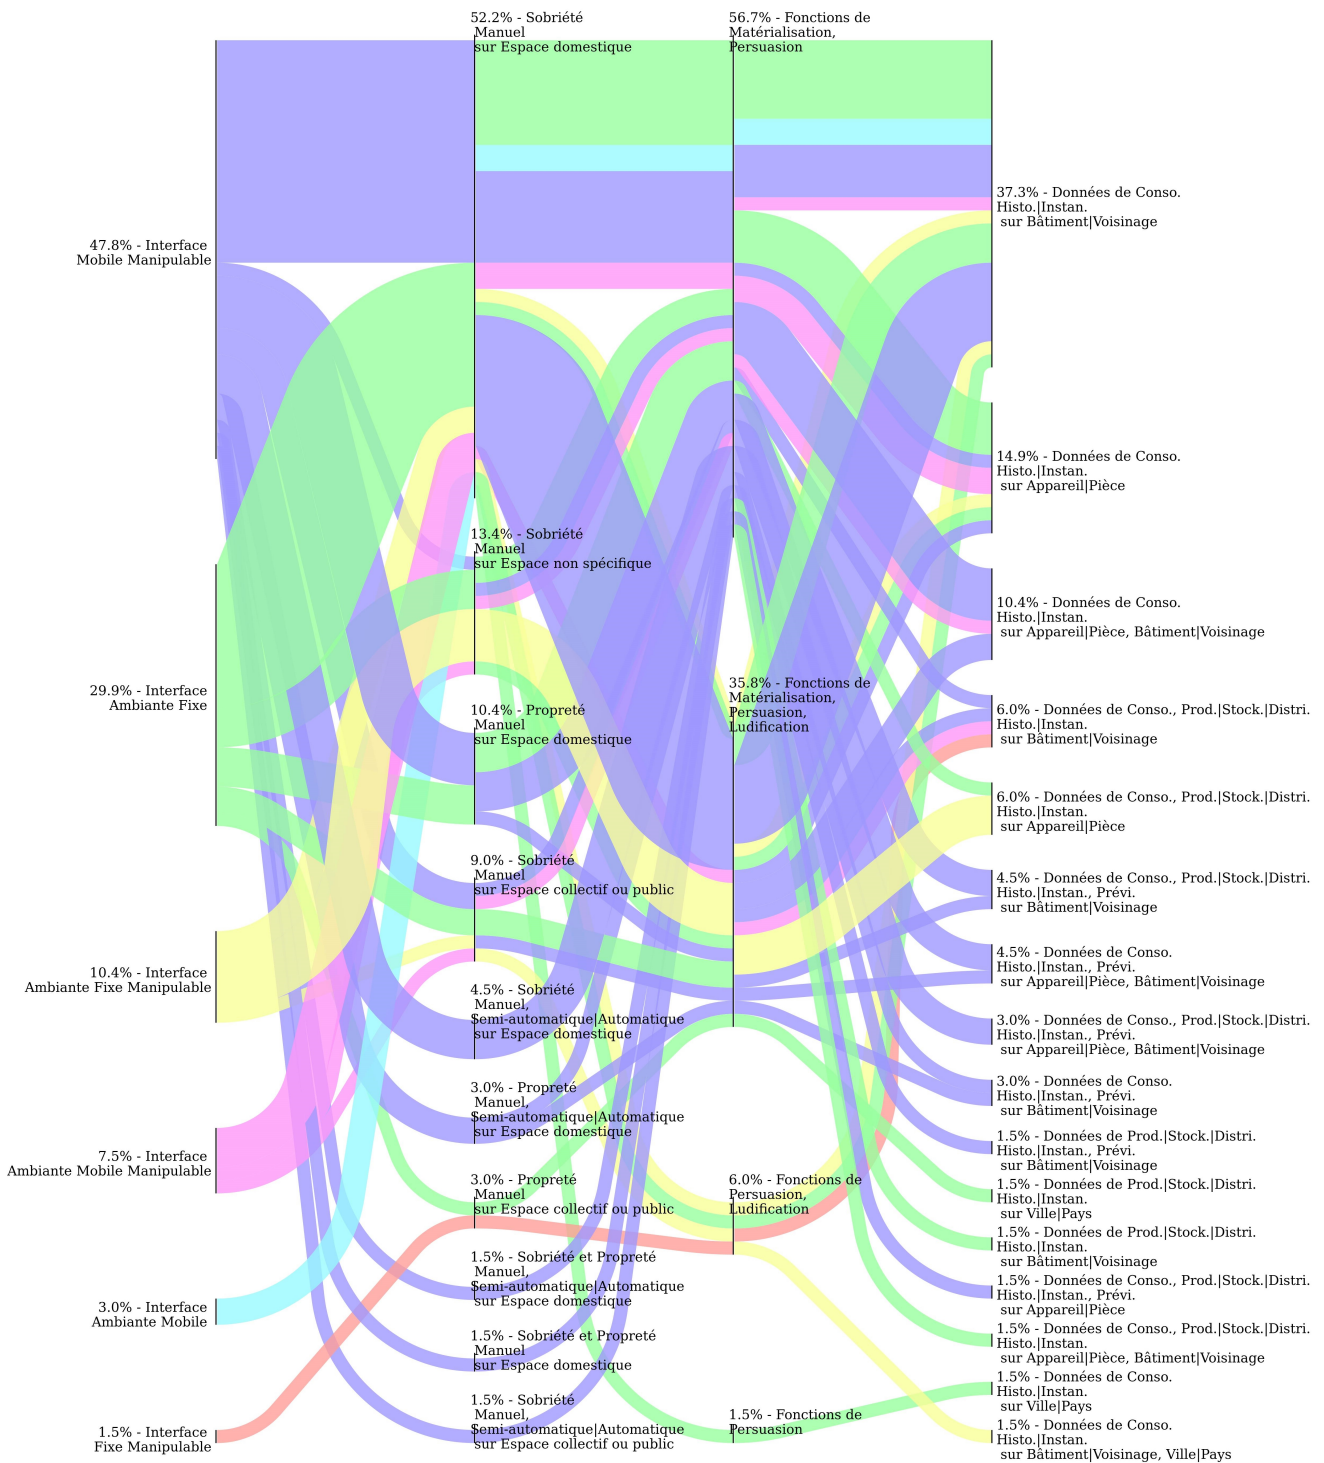 47.8% - Interface
Mobile Manipulable
29.9% - Interface
Ambiante Fixe
10.4% - Interface
Ambiante Fixe Manipulable
7.5% - Interface
Ambiante Mobile Manipulable
3.0% - Interface
Ambiante Mobile
1.5% - Interface
Fixe Manipulable
52.2% - Sobriété
Manuel
sur Espace domestique
13.4% - Sobriété
Manuel
sur Espace non spécifique
10.4% - Propreté
Manuel
sur Espace domestique
9.0% - Sobriété
Manuel
sur Espace collectif ou public
4.5% - Sobriété
Manuel,
Semi-automatique|Automatique
sur Espace domestique
3.0% - Propreté
Manuel,
Semi-automatique|Automatique
sur Espace domestique
3.0% - Propreté
Manuel
sur Espace collectif ou public
1.5% - Sobriété et Propreté
Manuel,
Semi-automatique|Automatique
sur Espace domestique
1.5% - Sobriété et Propreté
Manuel
sur Espace domestique
1.5% - Sobriété
Manuel,
Semi-automatique|Automatique
sur Espace collectif ou public
56.7% - Fonctions de
Matérialisation,
Persuasion
35.8% - Fonctions de
Matérialisation,
Persuasion,
Ludification
6.0% - Fonctions de
Persuasion,
Ludification
1.5% - Fonctions de
Persuasion
37.3% - Données de Conso.
Histo.|Instan.
sur Bâtiment|Voisinage
14.9% - Données de Conso.
Histo.|Instan.
sur Appareil|Pièce
10.4% - Données de Conso.
Histo.|Instan.
sur Appareil|Pièce, Bâtiment|Voisinage
6.0% - Données de Conso., Prod.|Stock.|Distri.
Histo.|Instan.
sur Bâtiment|Voisinage
6.0% - Données de Conso., Prod.|Stock.|Distri.
Histo.|Instan.
sur Appareil|Pièce
4.5% - Données de Conso., Prod.|Stock.|Distri.
Histo.|Instan., Prévi.
sur Bâtiment|Voisinage
4.5% - Données de Conso.
Histo.|Instan., Prévi.
sur Appareil|Pièce, Bâtiment|Voisinage
3.0% - Données de Conso., Prod.|Stock.|Distri.
Histo.|Instan., Prévi.
sur Appareil|Pièce, Bâtiment|Voisinage
3.0% - Données de Conso.
Histo.|Instan., Prévi.
sur Bâtiment|Voisinage
1.5% - Données de Prod.|Stock.|Distri.
Histo.|Instan., Prévi.
sur Bâtiment|Voisinage
1.5% - Données de Prod.|Stock.|Distri.
Histo.|Instan.
sur Ville|Pays
1.5% - Données de Prod.|Stock.|Distri.
Histo.|Instan.
sur Bâtiment|Voisinage
1.5% - Données de Conso., Prod.|Stock.|Distri.
Histo.|Instan., Prévi.
sur Appareil|Pièce
1.5% - Données de Conso., Prod.|Stock.|Distri.
Histo.|Instan.
sur Appareil|Pièce, Bâtiment|Voisinage
1.5% - Données de Conso.
Histo.|Instan.
sur Ville|Pays
1.5% - Données de Conso.
Histo.|Instan.
sur Bâtiment|Voisinage, Ville|Pays